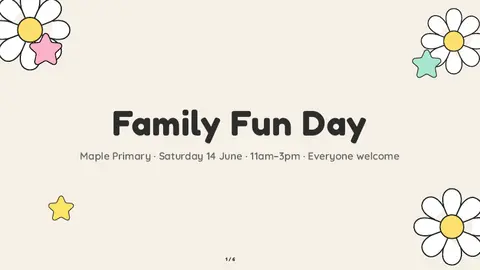 Family Fun Day
Maple Primary · Saturday 14 June · 11am–3pm · Everyone welcome
1 / 6